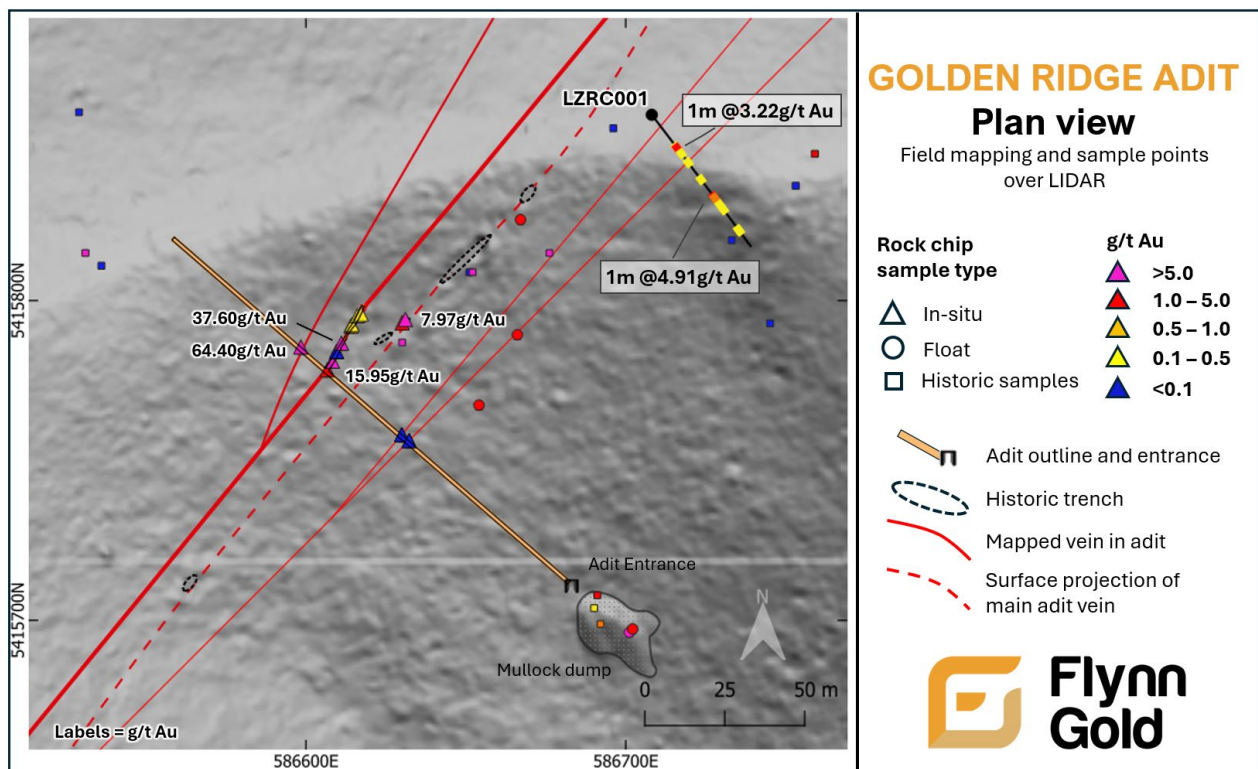 LZRC001
1m @3.22g/t Au
1m @4.91g/t Au
37.60g/t Au
7.97g/t Au
64.40g/t Au
15.95g/t Au
Adit Entrance
Mullock dump
N
0 25 50 m
Labels = g/t Au
5415800N
5415700N
586600E
586700E
GOLDEN RIDGE ADIT
Plan view
Field mapping and sample points
over LIDAR
Rock chip
sample type
In-situ
Float
Historic samples
g/t Au
>5.0
1.0 – 5.0
0.5 – 1.0
0.1 – 0.5
<0.1
Adit outline and entrance
Historic trench
Mapped vein in adit
Surface projection of
main adit vein
Flynn
Gold